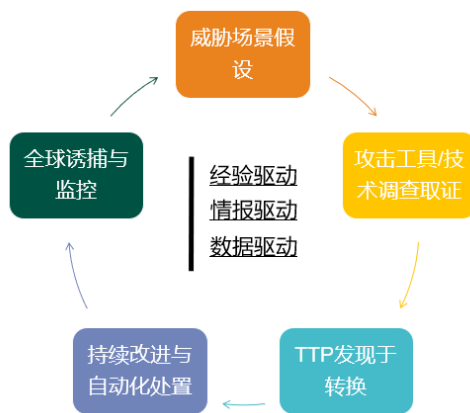 威胁场景假
设
全球诱捕与
监控
攻击工具/技
术调查取证
经验驱动
情报驱动
数据驱动
持续改进与
自动化处置
TTP发现于
转换